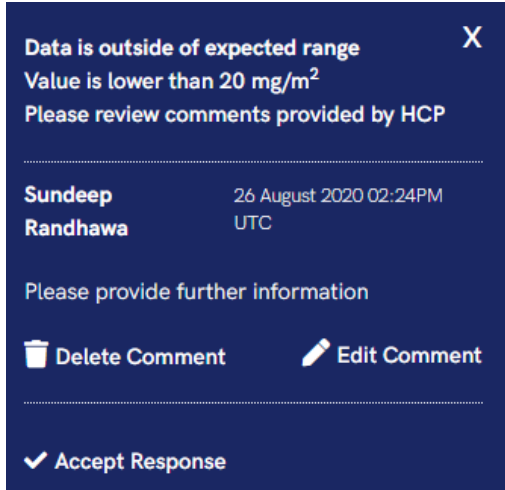 X
Data is outside of expected range
Value is lower than 20 mg/m²
Please review comments provided by HCP
Sundeep Randhawa
26 August 2020 02:24PM UTC
Please provide further information
Delete Comment
Edit Comment
Accept Response